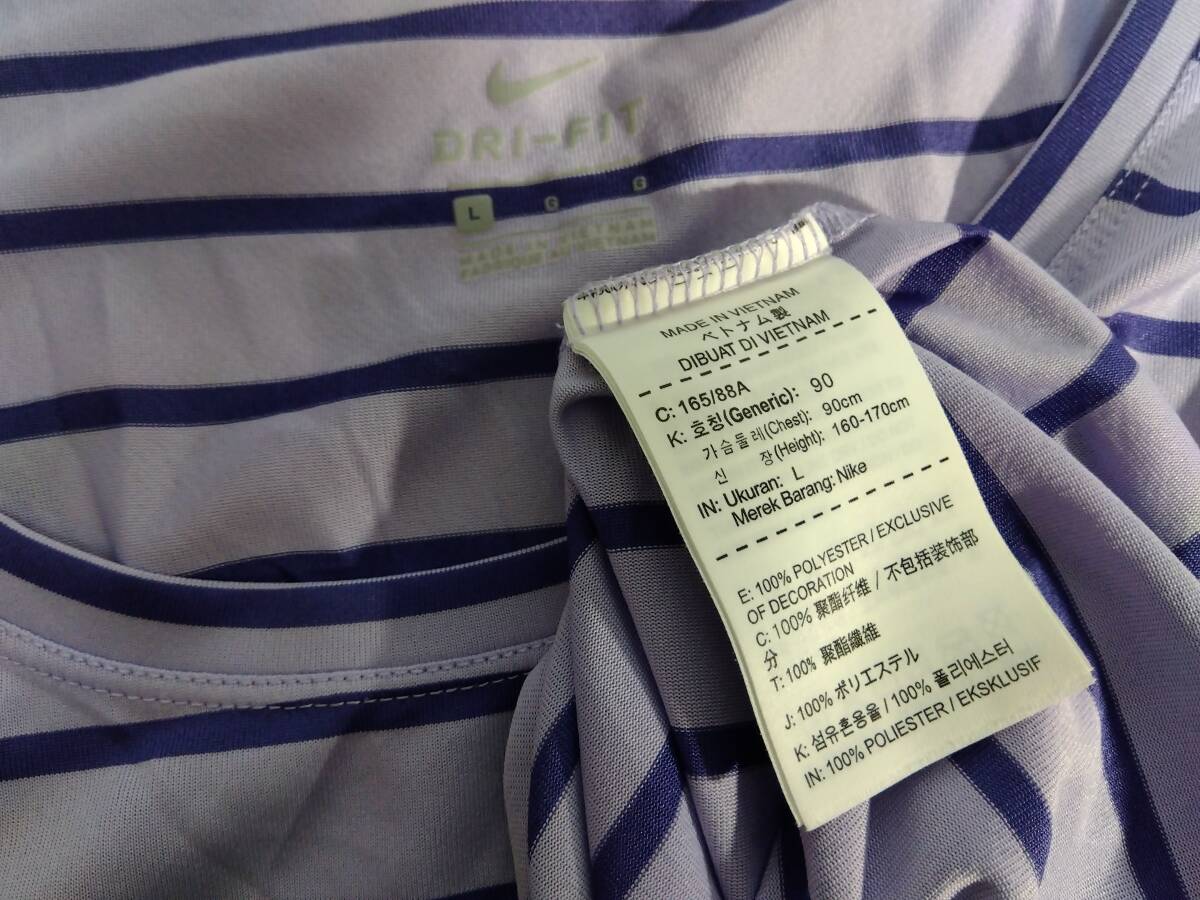 DRI-FIT
L G G
MADE IN VIETNAM
MADE IN VIETNAM
ベトナム製
DIBUAT DI VIETNAM
C: 165/88A
K: 호칭(Generic): 90
가슴둘레(Chest): 90cm
신 장(Height): 160-170cm
IN: Ukuran: L
Merek Barang: Nike
E: 100% POLYESTER / EXCLUSIVE
OF DECORATION
C: 100% 聚酯纤维 / 不包括装饰部
分
T: 100% 聚酯纖維
J: 100% ポリエステル
K: 섬유혼용율 / 100% 폴리에스터
IN: 100% POLIESTER / EKSKLUSIF